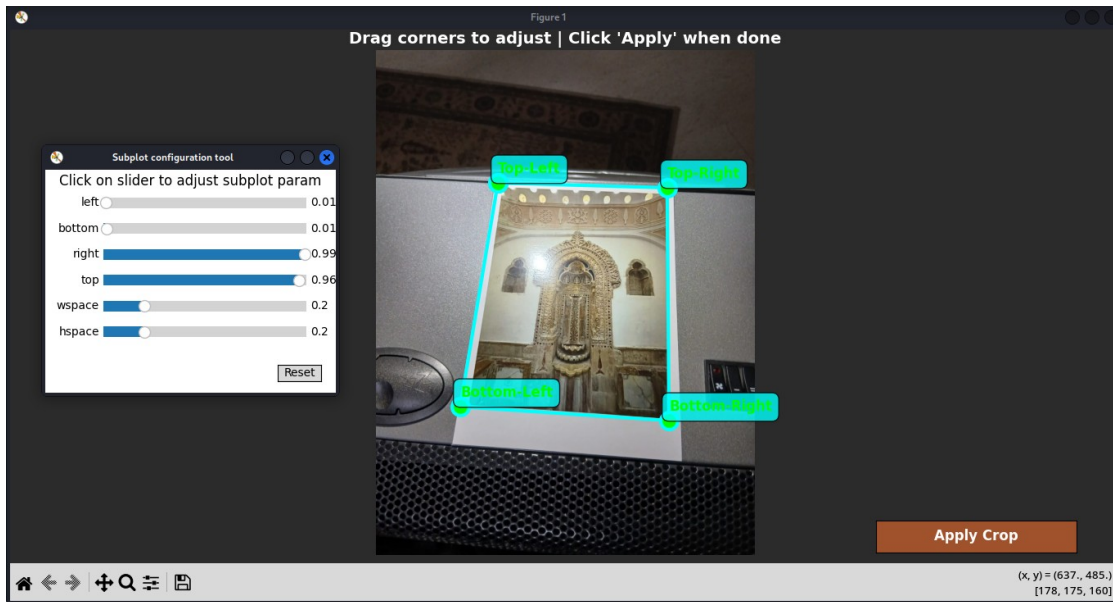 Figure 1
Drag corners to adjust | Click 'Apply' when done
Subplot configuration tool
Click on slider to adjust subplot param
left 0.01
bottom 0.01
right 0.99
top 0.96
wspace 0.2
hspace 0.2
Reset
Top-Left
Top-Right
Bottom-Left
Bottom-Right
Apply Crop
(x, y) = (637., 485.)
[178, 175, 160]